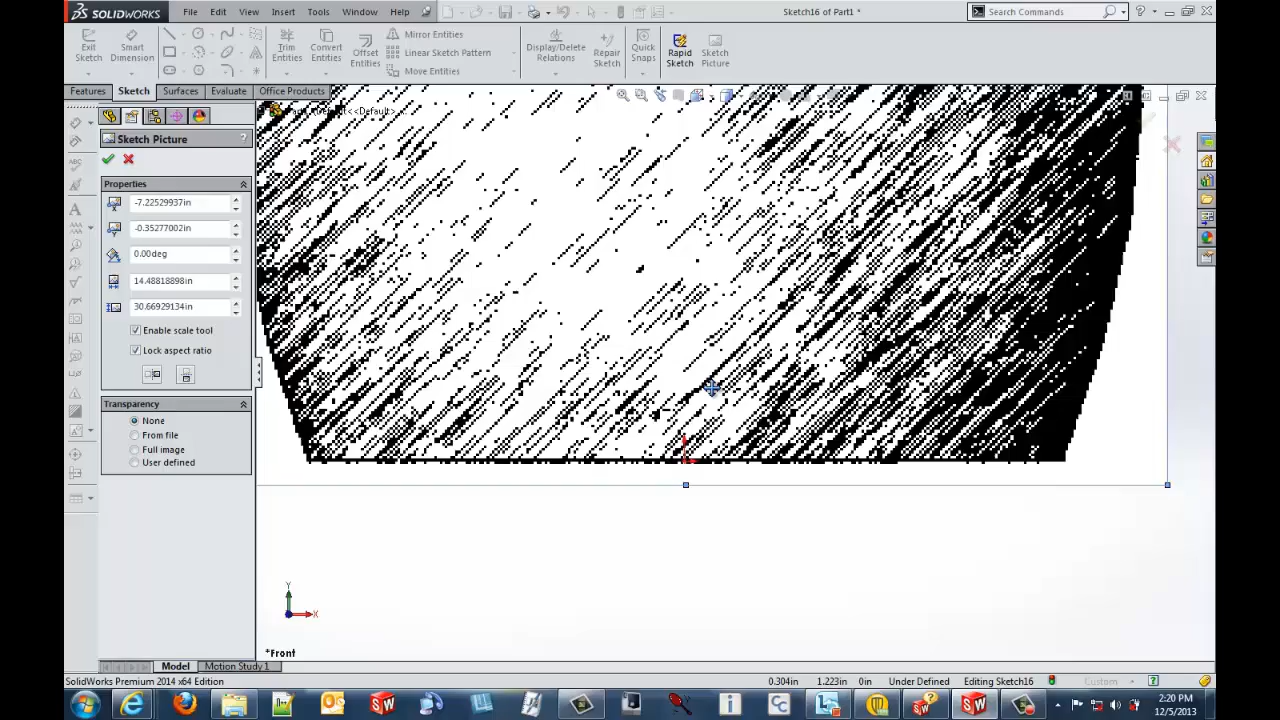 SOLIDWORKS File Edit View Insert Tools Window Help Sketch16 of Part1 * Search Commands
Exit Sketch Smart Dimension Trim Entities Convert Entities Offset Entities Mirror Entities Linear Sketch Pattern Move Entities Display/Delete Relations Repair Sketch Quick Snaps Rapid Sketch Sketch Picture
Features Sketch Surfaces Evaluate Office Products
Sketch Picture ?
Properties
-7.22529937in
-0.35277002in
0.00deg
14.48818898in
30.66929134in
Enable scale tool
Lock aspect ratio
Transparency
None
From file
Full image
User defined
Y
X
*Front
Model Motion Study 1
SolidWorks Premium 2014 x64 Edition 0.304in 1.223in 0in Under Defined Editing Sketch16 Custom
2:20 PM
12/5/2013